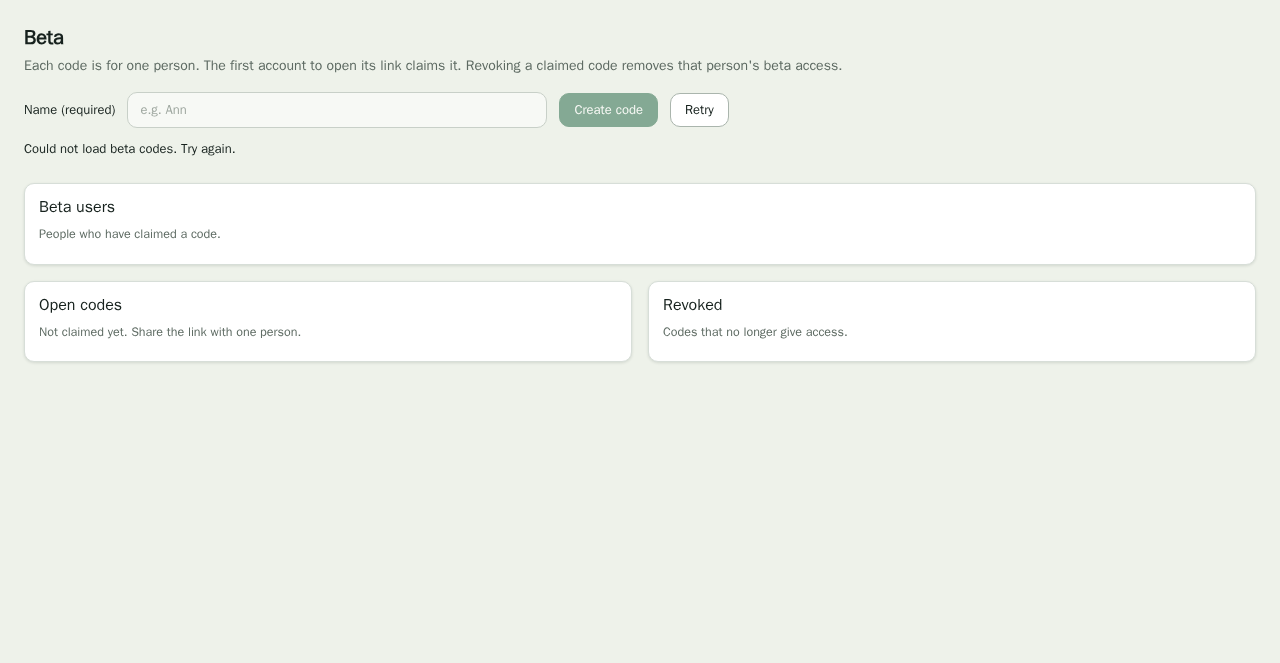 Beta
Each code is for one person. The first account to open its link claims it. Revoking a claimed code removes that person's beta access.
Name (required)
e.g. Ann
Create code
Retry
Could not load beta codes. Try again.
Beta users
People who have claimed a code.
Open codes
Not claimed yet. Share the link with one person.
Revoked
Codes that no longer give access.